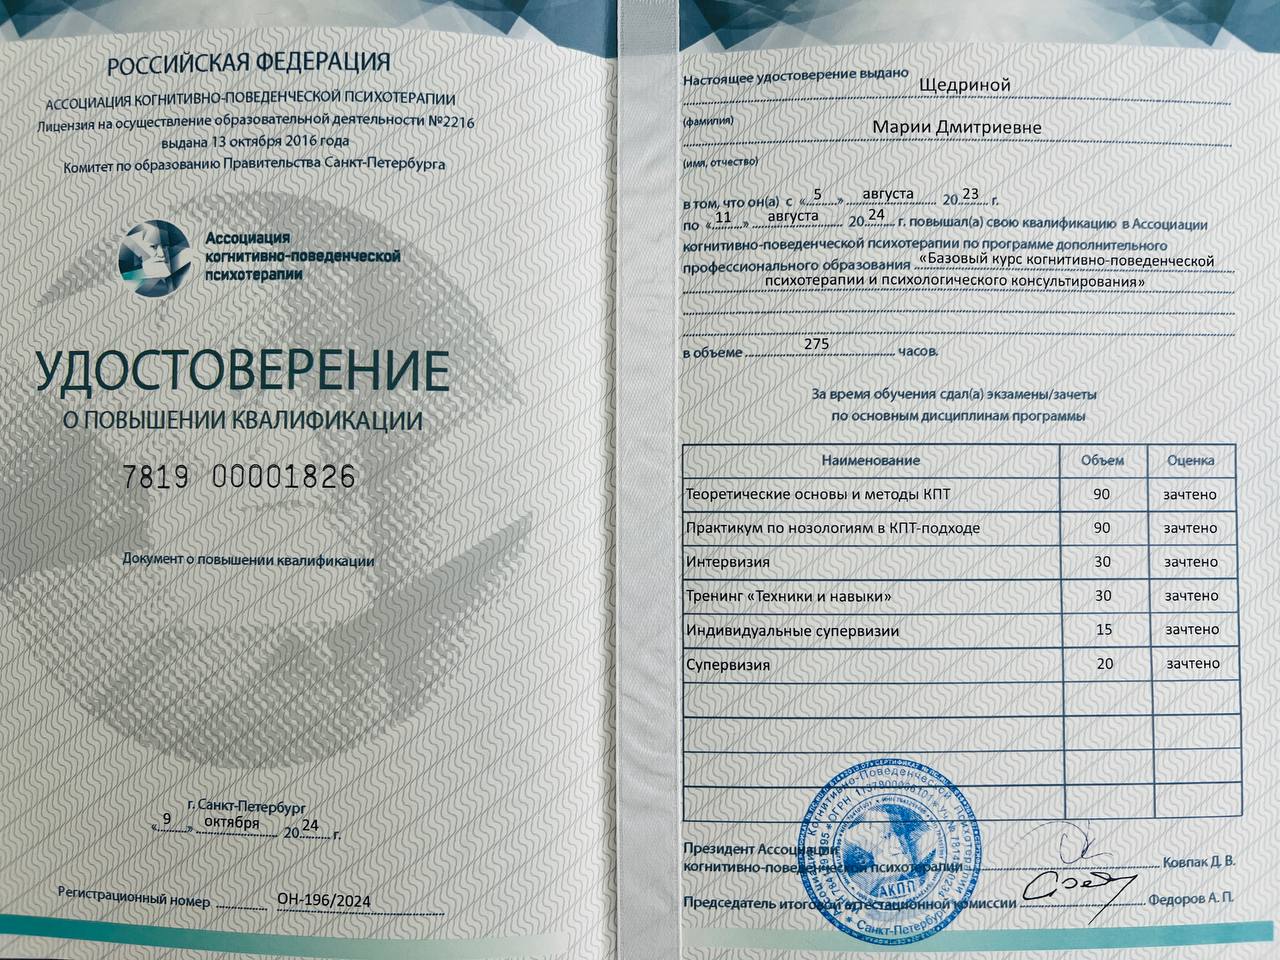 РОССИЙСКАЯ ФЕДЕРАЦИЯ
АССОЦИАЦИЯ КОГНИТИВНО-ПОВЕДЕНЧЕСКОЙ ПСИХОТЕРАПИИ
Лицензия на осуществление образовательной деятельности №2216
выдана 13 октября 2016 года
Комитет по образованию Правительства Санкт-Петербурга
Ассоциация
когнитивно-поведенческой
психотерапии
УДОСТОВЕРЕНИЕ
О ПОВЫШЕНИИ КВАЛИФИКАЦИИ
7819 00001826
Документ о повышении квалификации
г. Санкт-Петербург
«9» октября 2024 г.
Регистрационный номер ОН-196/2024
Настоящее удостоверение выдано Щедриной
(фамилия)
Марии Дмитриевне
(имя, отчество)
в том, что он(а) с «5» августа 2023 г.
по «11» августа 2024 г. повышал(а) свою квалификацию в Ассоциации
когнитивно-поведенческой психотерапии по программе дополнительного
профессионального образования «Базовый курс когнитивно-поведенческой
психотерапии и психологического консультирования»
в объеме 275 часов.
За время обучения сдал(а) экзамены/зачеты
по основным дисциплинам программы
Наименование Объем Оценка
Теоретические основы и методы КПТ 90 зачтено
Практикум по нозологиям в КПТ-подходе 90 зачтено
Интервизия 30 зачтено
Тренинг «Техники и навыки» 30 зачтено
Индивидуальные супервизии 15 зачтено
Супервизия 20 зачтено
Президент Ассоциации
когнитивно-поведенческой психотерапии Ковпак Д. В.
Председатель итоговой аттестационной комиссии Федоров А. П.
Когнитивно-Поведенческой Психотерапии
Санкт-Петербург
АКПП